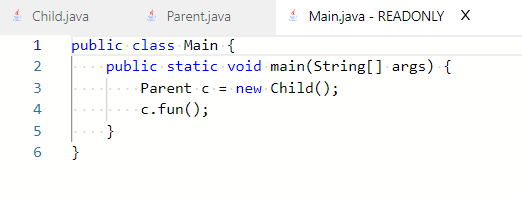 Child.java Parent.java Main.java - READONLY X
1 public class Main {
2     public static void main(String[] args) {
3         Parent c = new Child();
4         c.fun();
5     }
6 }